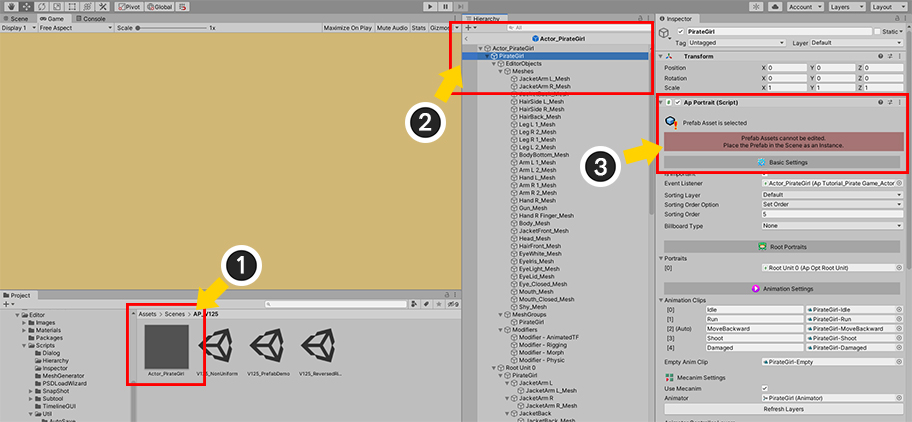 Pivot
Global
Account
Layers
Layout
Scene
Game
Display 1
Free Aspect
Scale
1x
Maximize On Play
Mute Audio
Stats
Gizmos
Hierarchy
All
Actor_PirateGirl
Actor_PirateGirl
PirateGirl
EditorObjects
Meshes
JacketArm L_Mesh
JacketArm R_Mesh
HairSide L_Mesh
HairSide R_Mesh
HairBack_Mesh
Leg L 1_Mesh
Leg R 2_Mesh
Leg R 1_Mesh
Leg L 2_Mesh
BodyBottom_Mesh
Arm L 1_Mesh
Arm L 2_Mesh
Hand L_Mesh
Arm R 1_Mesh
Arm R 2_Mesh
Hand R_Mesh
Gun_Mesh
Hand R Finger_Mesh
Body_Mesh
JacketFront_Mesh
Head_Mesh
HairFront_Mesh
EyeWhite_Mesh
EyeIris_Mesh
EyeLight_Mesh
EyeLid_Mesh
Eye_Closed_Mesh
Mouth_Mesh
Mouth_Closed_Mesh
Shy_Mesh
MeshGroups
PirateGirl
Modifiers
Modifier - AnimatedTF
Modifier - Rigging
Modifier - Morph
Modifier - Physic
Root Unit 0
PirateGirl
JacketArm L
JacketArm L_Mesh
JacketArm R
JacketArm R_Mesh
JacketBack
JacketBack_Mesh
Inspector
PirateGirl
Static
Tag Untagged
Layer Default
Transform
Position X 0 Y 0 Z 0
Rotation X 0 Y 0 Z 0
Scale X 1 Y 1 Z 1
Ap Portrait (Script)
Prefab Asset is selected
Prefab Assets cannot be edited.
Place the Prefab in the Scene as an Instance.
Basic Settings
Is Important
Event Listener Actor_PirateGirl (Ap Tutorial_Pirate Game_Actor
Sorting Layer Default
Sorting Order Option Set Order
Sorting Order 5
Billboard Type None
Root Portraits
Portraits
[0] Root Unit 0 (Ap Opt Root Unit)
Animation Settings
Animation Clips
[0] Idle PirateGirl-Idle
[1] Run PirateGirl-Run
[2] (Auto) MoveBackward PirateGirl-MoveBackward
[3] Shoot PirateGirl-Shoot
[4] Damaged PirateGirl-Damaged
Empty Anim Clip PirateGirl-Empty
Mecanim Settings
Use Mecanim
Animator PirateGirl (Animator)
Refresh Layers
1
2
3
Project
Editor
Images
Materials
Packages
Scripts
Dialog
Hierarchy
Inspector
MeshGenerator
PSDLoadWizard
SnapShot
Subtool
TimelineGUI
Util
AutoSave
Assets > Scenes > AP_V125
Actor_PirateGirl
V125_NonUniform
V125_PrefabDemo
V125_ReversedRi...